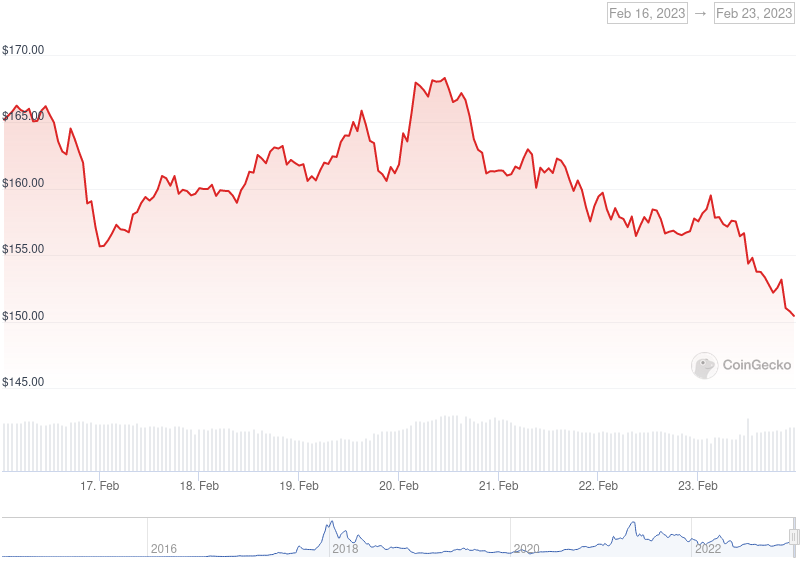 Feb 16, 2023 → Feb 23, 2023
$170.00
$165.00
$160.00
$155.00
$150.00
CoinGecko
$145.00
17. Feb 18. Feb 19. Feb 20. Feb 21. Feb 22. Feb 23. Feb
2016 2018 2020 2022